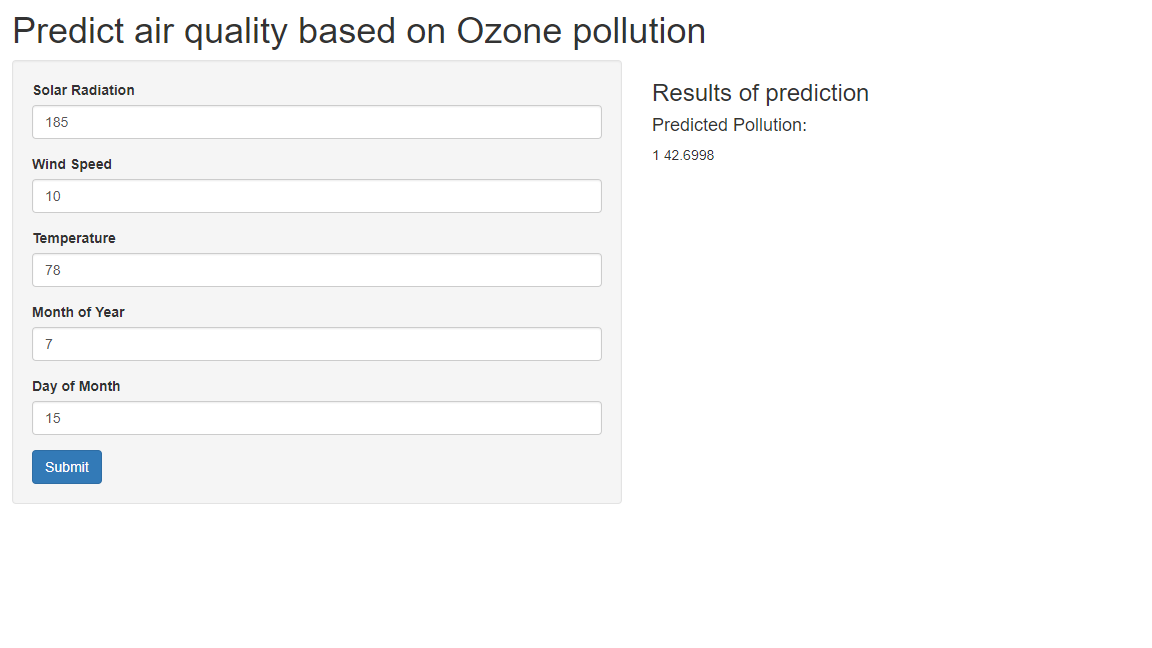 Predict air quality based on Ozone pollution
Solar Radiation
185
Wind Speed
10
Temperature
78
Month of Year
7
Day of Month
15
Submit
Results of prediction
Predicted Pollution:
1 42.6998